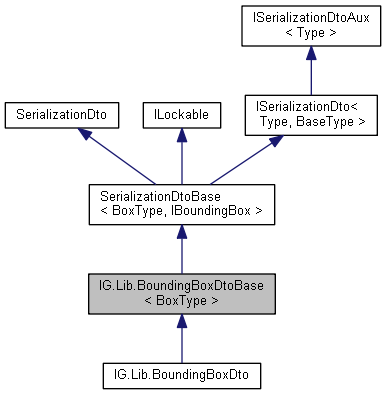 ISerializationDtoAux
< Type >
SerializationDto
ILockable
ISerializationDto<
Type, BaseType >
SerializationDtoBase
< BoxType, IBoundingBox >
IG.Lib.BoundingBoxDtoBase
< BoxType >
IG.Lib.BoundingBoxDto